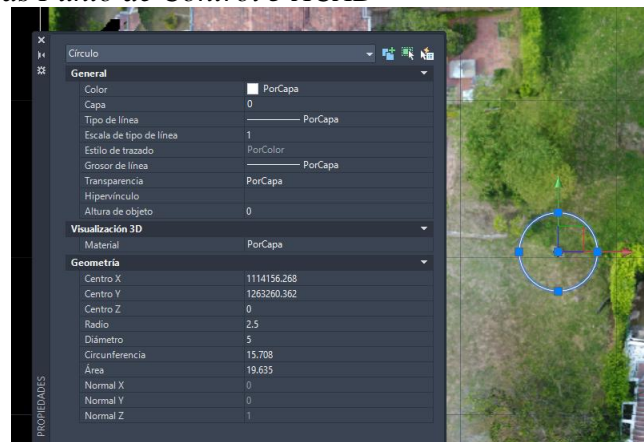 Punto de Control 3 ACAD
Círculo
General
Color PorCapa
Capa 0
Tipo de línea PorCapa
Escala de tipo de línea 1
Estilo de trazado PorColor
Grosor de línea PorCapa
Transparencia PorCapa
Hipervínculo
Altura de objeto 0
Visualización 3D
Material PorCapa
Geometría
Centro X 1114156.268
Centro Y 1263260.362
Centro Z 0
Radio 2.5
Diámetro 5
Circunferencia 15.708
Área 19.635
Normal X 0
Normal Y 0
Normal Z 1
PROPIEDADES